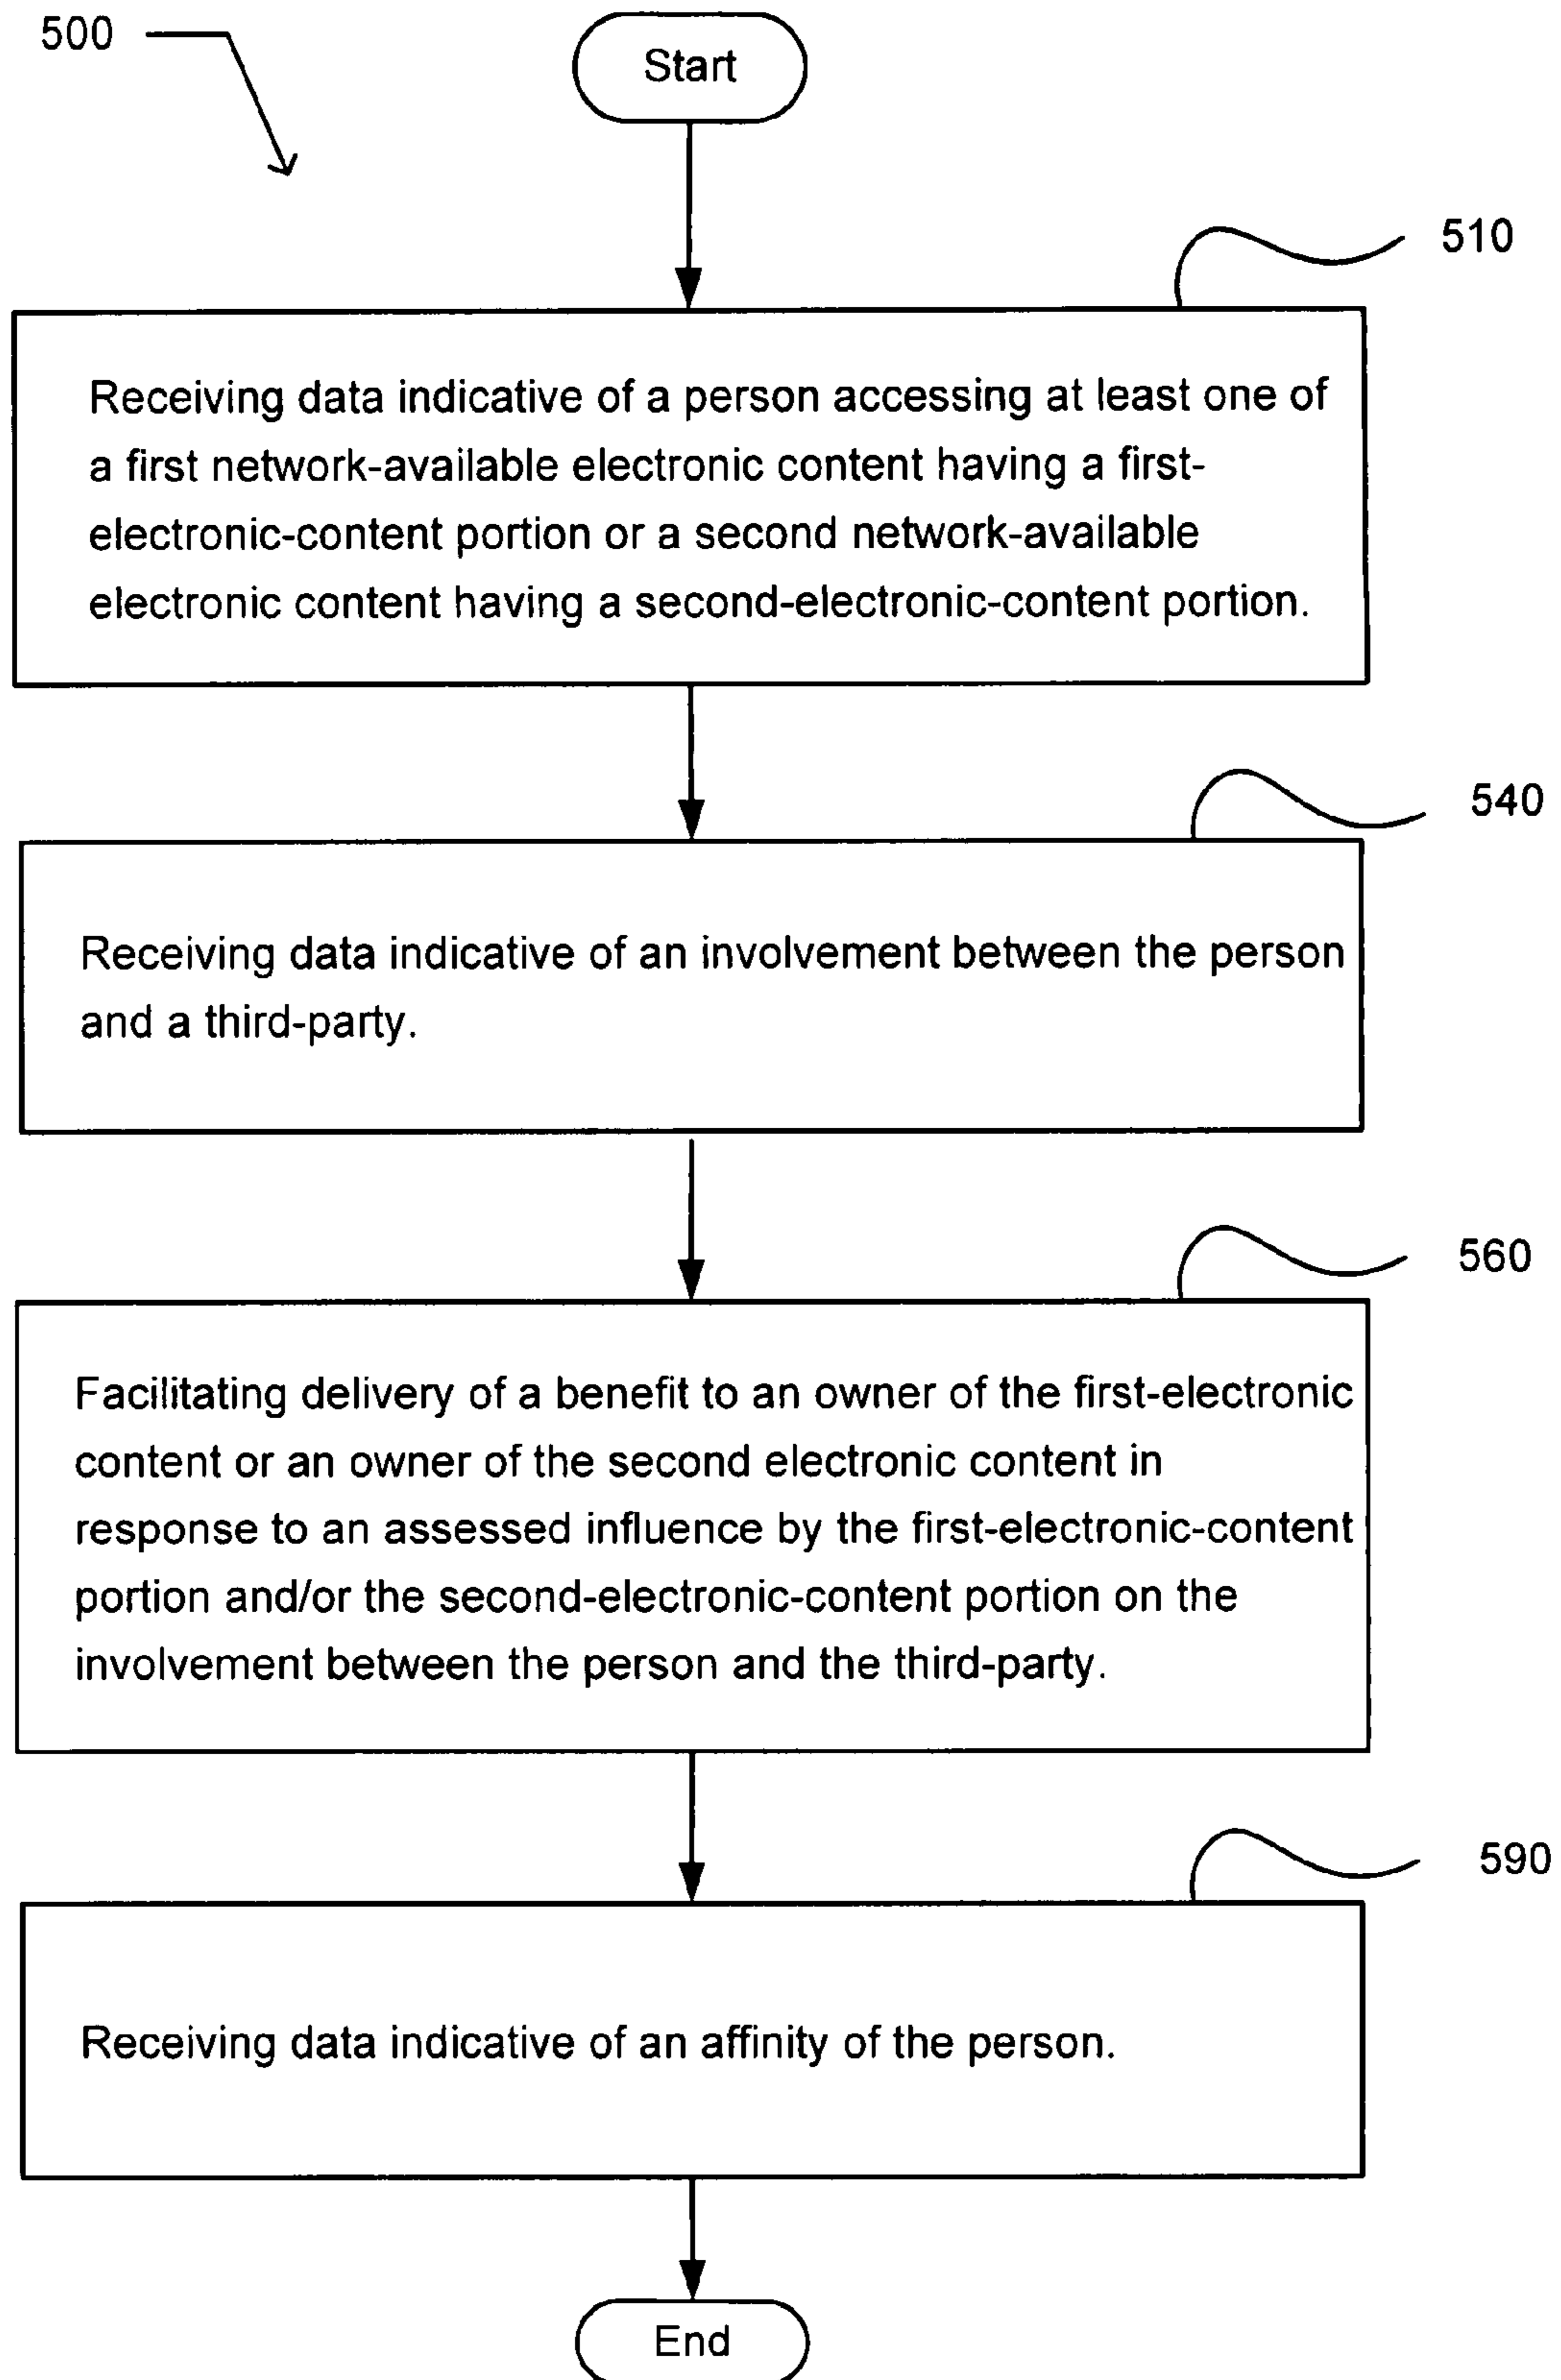 500
Start
510
Receiving data indicative of a person accessing at least one of
a first network-available electronic content having a first-
electronic-content portion or a second network-available
electronic content having a second-electronic-content portion.
540
Receiving data indicative of an involvement between the person
and a third-party.
560
Facilitating delivery of a benefit to an owner of the first-electronic
content or an owner of the second electronic content in
response to an assessed influence by the first-electronic-content
portion and/or the second-electronic-content portion on the
involvement between the person and the third-party.
590
Receiving data indicative of an affinity of the person.
End